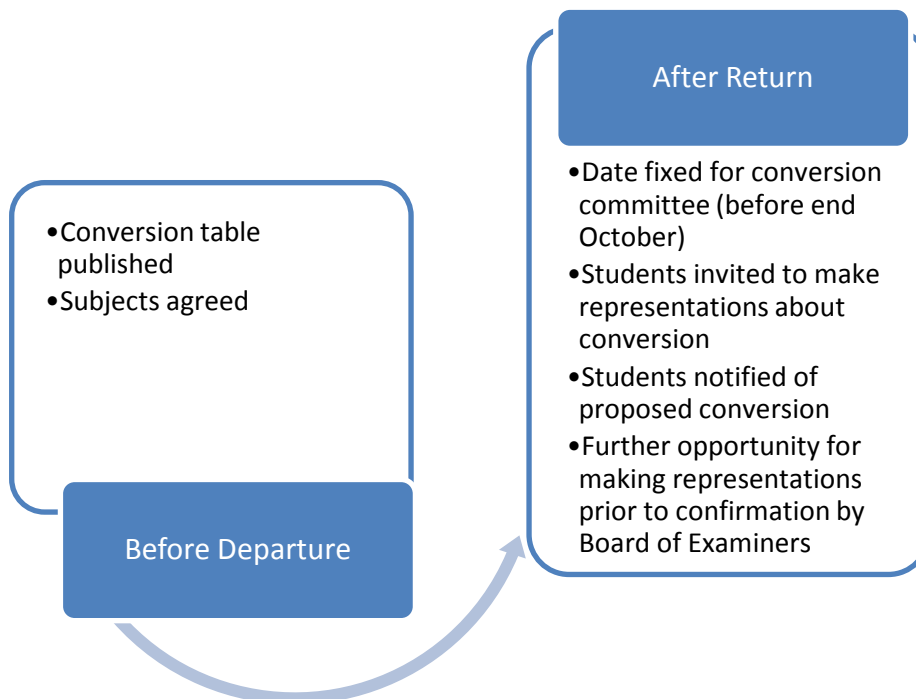 •Conversion table
published
•Subjects agreed
Before Departure
After Return
•Date fixed for conversion
committee (before end
October)
•Students invited to make
representations about
conversion
•Students notified of
proposed conversion
•Further opportunity for
making representations
prior to confirmation by
Board of Examiners